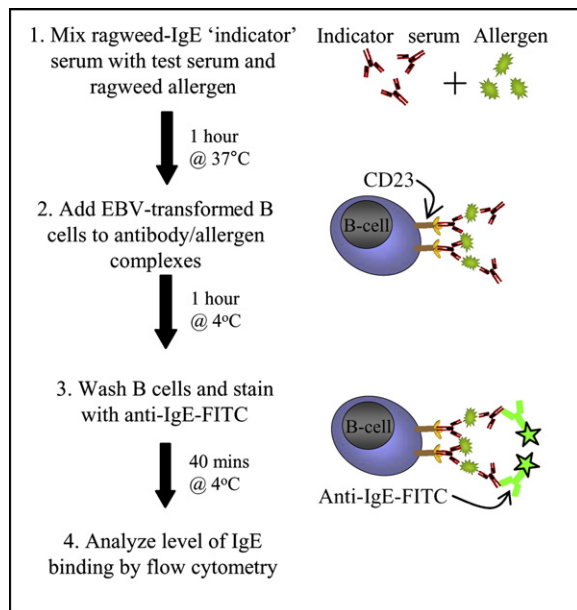 1. Mix ragweed-IgE ‘indicator’
serum with test serum and
ragweed allergen
Indicator serum Allergen
+
1 hour
@ 37°C
CD23
2. Add EBV-transformed B
cells to antibody/allergen
complexes
B-cell
1 hour
@ 4°C
3. Wash B cells and stain
with anti-IgE-FITC
B-cell
40 mins
@ 4°C
Anti-IgE-FITC
4. Analyze level of IgE
binding by flow cytometry